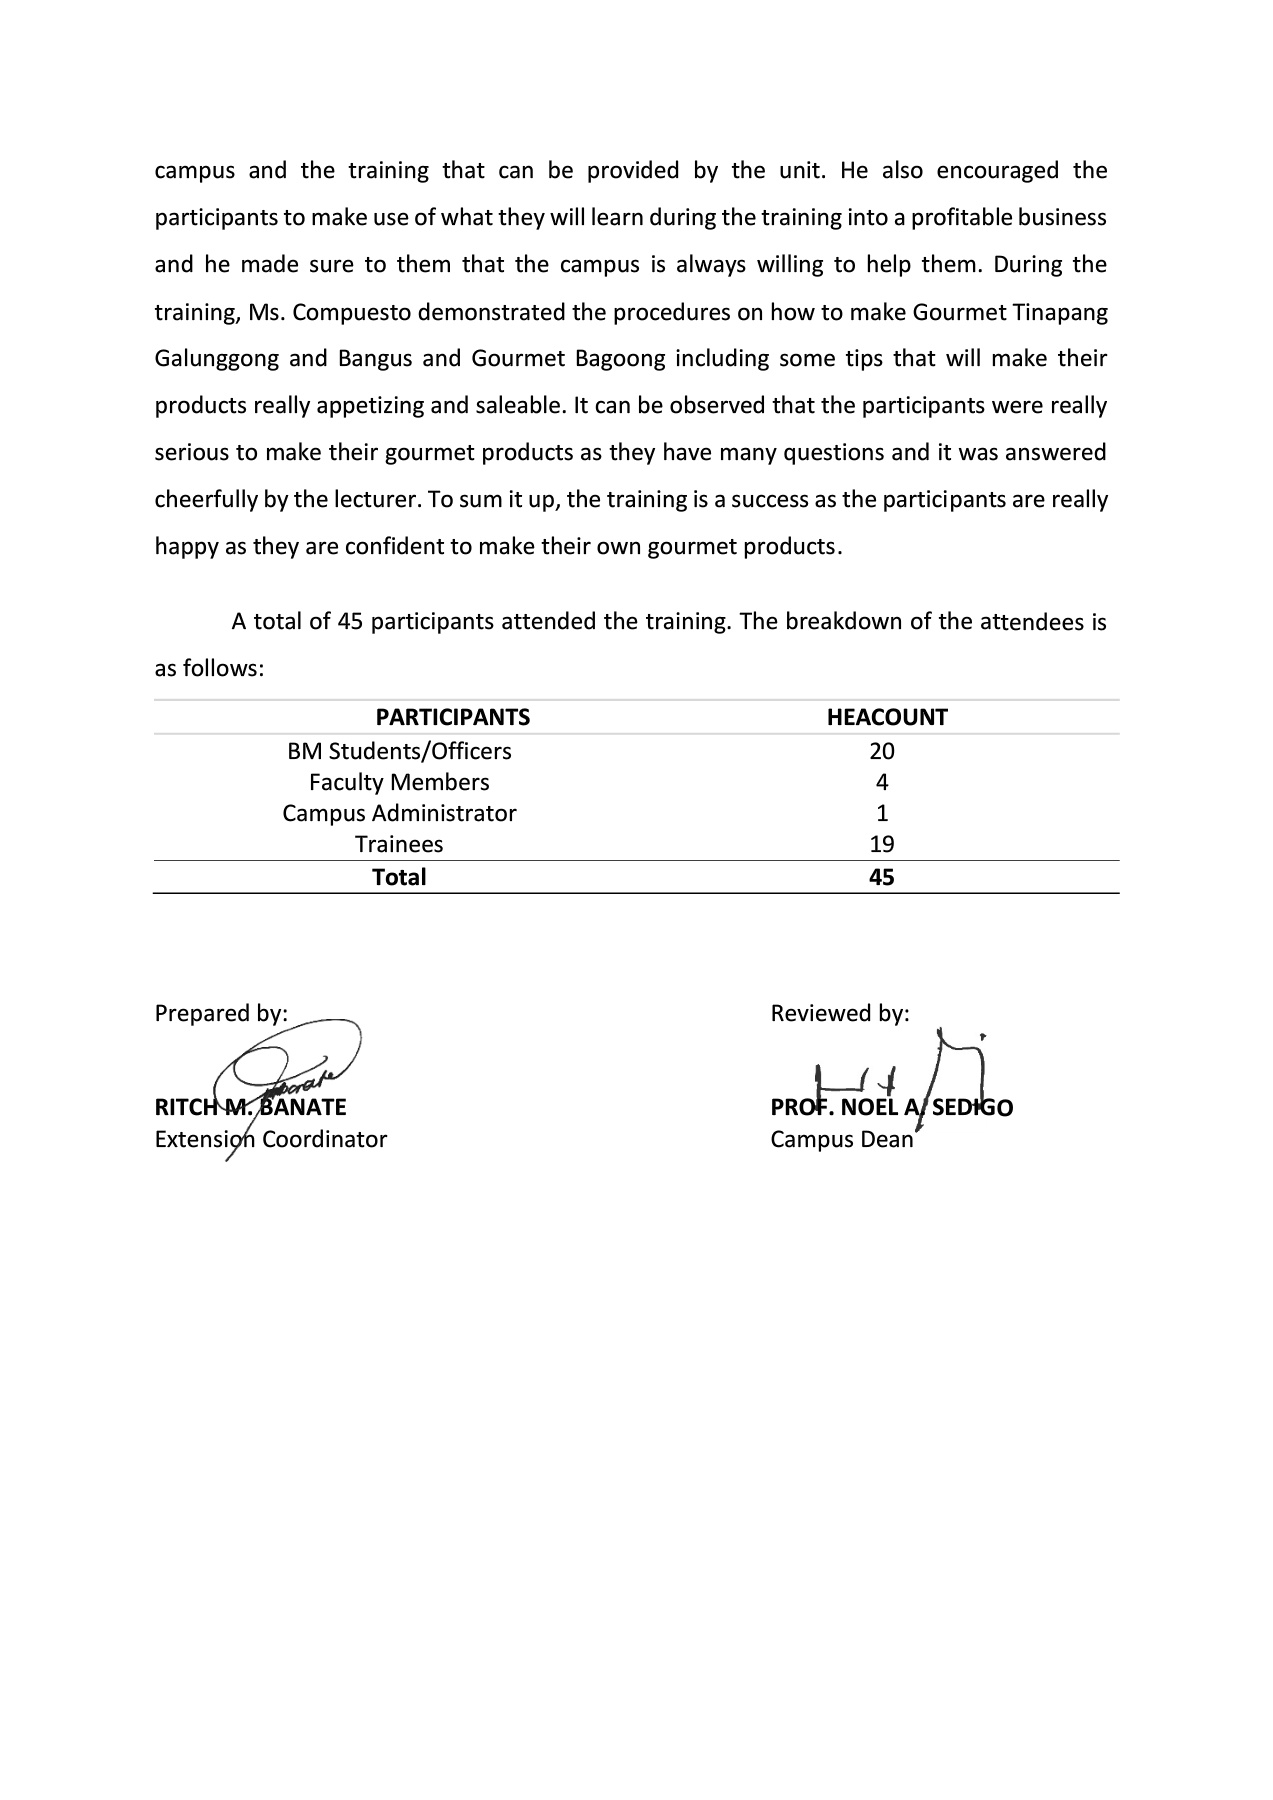 campus and the training that can be provided by the unit. He also encouraged the
participants to make use of what they will learn during the training into a profitable business
and he made sure to them that the campus is always willing to help them. During the
training, Ms. Compuesto demonstrated the procedures on how to make Gourmet Tinapang
Galunggong and Bangus and Gourmet Bagoong including some tips that will make their
products really appetizing and saleable. It can be observed that the participants were really
serious to make their gourmet products as they have many questions and it was answered
cheerfully by the lecturer. To sum it up, the training is a success as the participants are really
happy as they are confident to make their own gourmet products.
A total of 45 participants attended the training. The breakdown of the attendees is
as follows:
PARTICIPANTS HEACOUNT
BM Students/Officers 20
Faculty Members 4
Campus Administrator 1
Trainees 19
Total 45
Prepared by: Reviewed by:
RITCH M. BANATE PROF. NOEL A. SEDIGO
Extension Coordinator Campus Dean